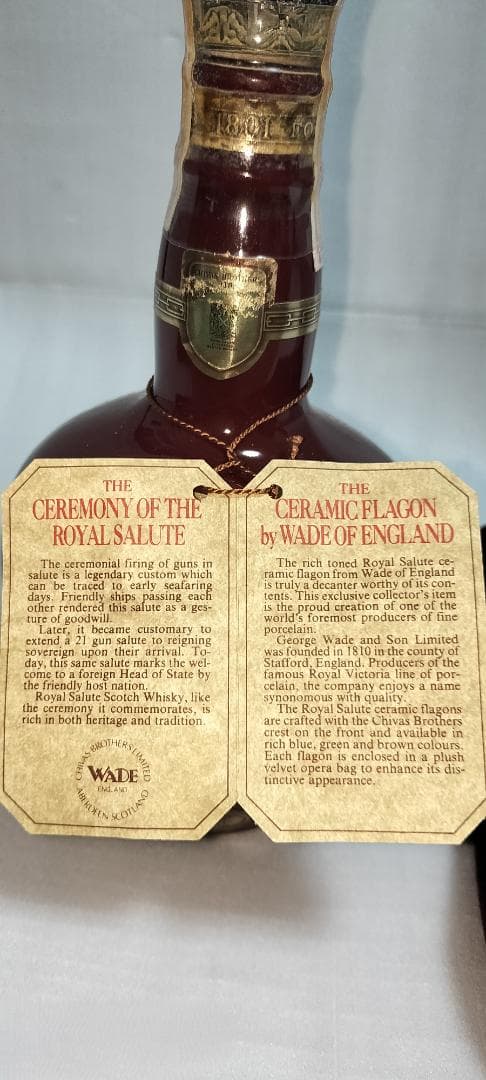 1801 FO
THE
CEREMONY OF THE
ROYAL SALUTE
The ceremonial firing of guns in
salute is a legendary custom which
can be traced to early seafaring
days. Friendly ships passing each
other rendered this salute as a ges-
ture of goodwill.
Later, it became customary to
extend a 21 gun salute to reigning
sovereign upon their arrival. To-
day, this same salute marks the wel-
come to a foreign Head of State by
the friendly host nation.
Royal Salute Scotch Whisky, like
the ceremony it commemorates, is
rich in both heritage and tradition.
CHIVAS BROTHERS LIMITED
WADE
ENGLAND
ABERDEEN SCOTLAND
THE
CERAMIC FLAGON
by WADE OF ENGLAND
The rich toned Royal Salute ce-
ramic flagon from Wade of England
is truly a decanter worthy of its con-
tents. This exclusive collector's item
is the proud creation of one of the
world's foremost producers of fine
porcelain.
George Wade and Son Limited
was founded in 1810 in the county of
Stafford, England. Producers of the
famous Royal Victoria line of por-
celain, the company enjoys a name
synonomous with quality.
The Royal Salute ceramic flagons
are crafted with the Chivas Brothers
crest on the front and available in
rich blue, green and brown colours.
Each flagon is enclosed in a plush
velvet opera bag to enhance its dis-
tinctive appearance.